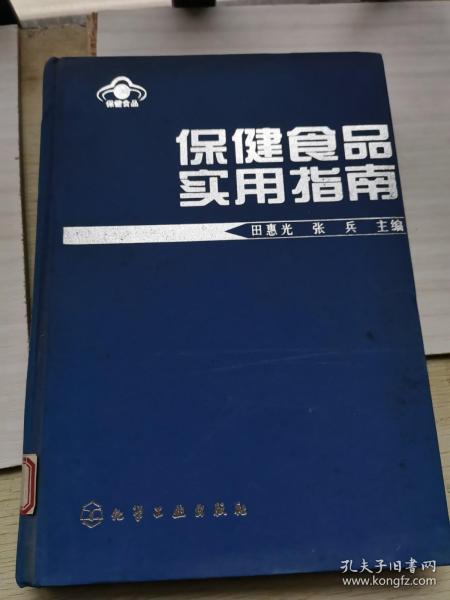 保健食品
保健食品
实用指南
田惠光 张兵 主编
化学工业出版社
孔夫子旧书网
www.kongfz.com